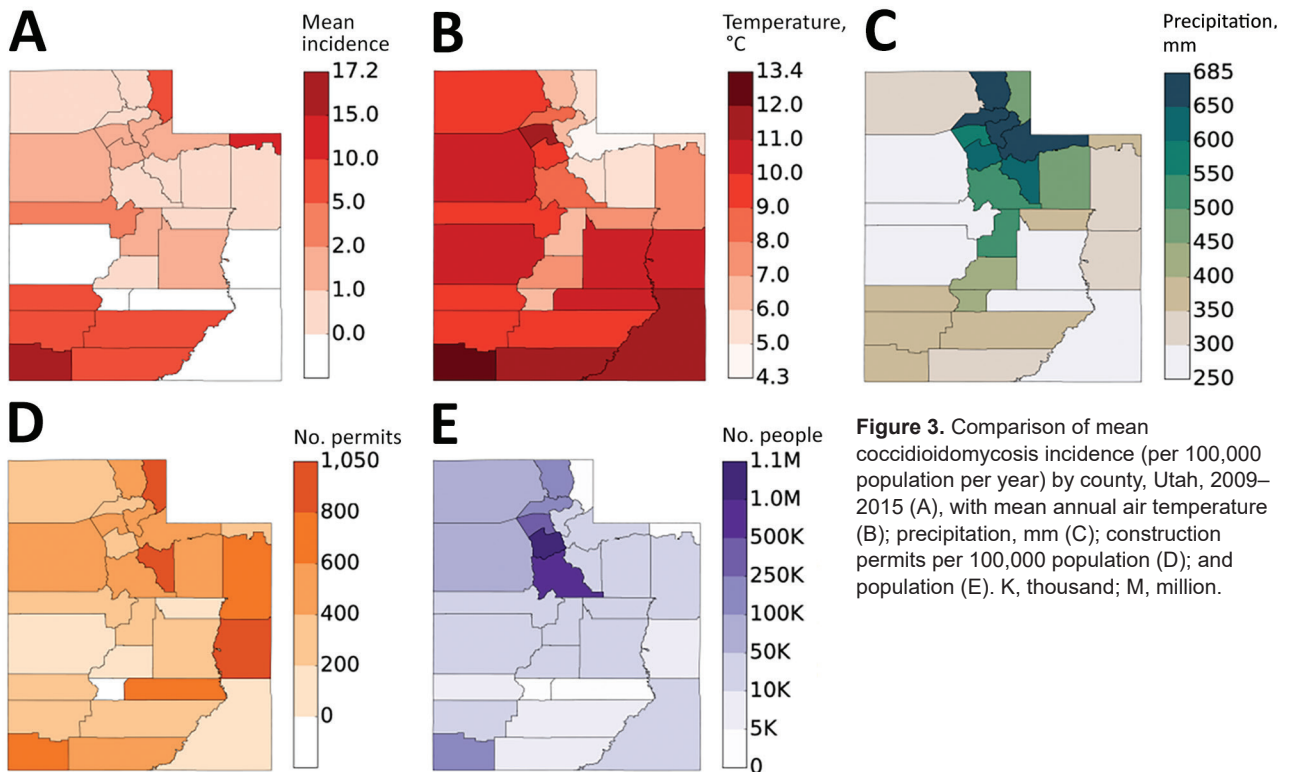 A
Mean
incidence
17.2
15.0
10.0
5.0
2.0
1.0
0.0
B
Temperature,
°C
13.4
12.0
11.0
10.0
9.0
8.0
7.0
6.0
5.0
4.3
C
Precipitation,
mm
685
650
600
550
500
450
400
350
300
250
D
No. permits
1,050
800
600
400
200
0
E
No. people
1.1M
1.0M
500K
250K
100K
50K
10K
5K
0
Figure 3. Comparison of mean
coccidioidomycosis incidence (per 100,000
population per year) by county, Utah, 2009–
2015 (A), with mean annual air temperature
(B); precipitation, mm (C); construction
permits per 100,000 population (D); and
population (E). K, thousand; M, million.